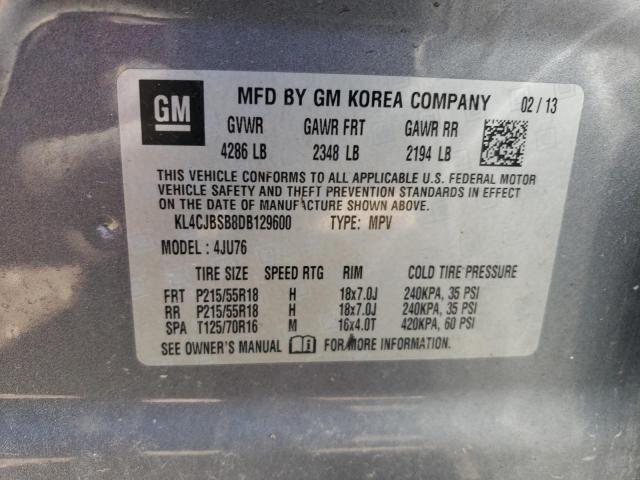 GM MFD BY GM KOREA COMPANY 02/13
GVWR GAWR FRT GAWR RR
4286 LB 2348 LB 2194 LB
THIS VEHICLE CONFORMS TO ALL APPLICABLE U.S. FEDERAL MOTOR
VEHICLE SAFETY AND THEFT PREVENTION STANDARDS IN EFFECT
ON THE DATE OF MANUFACTURE SHOWN ABOVE.
KL4CJBSB8DB129600 TYPE: MPV
MODEL : 4JU76
TIRE SIZE SPEED RTG RIM COLD TIRE PRESSURE
FRT P215/55R18 H 18x7.0J 240KPA, 35 PSI
RR P215/55R18 H 18x7.0J 240KPA, 35 PSI
SPA T125/70R16 M 16x4.0T 420KPA, 60 PSI
SEE OWNER'S MANUAL FOR MORE INFORMATION.